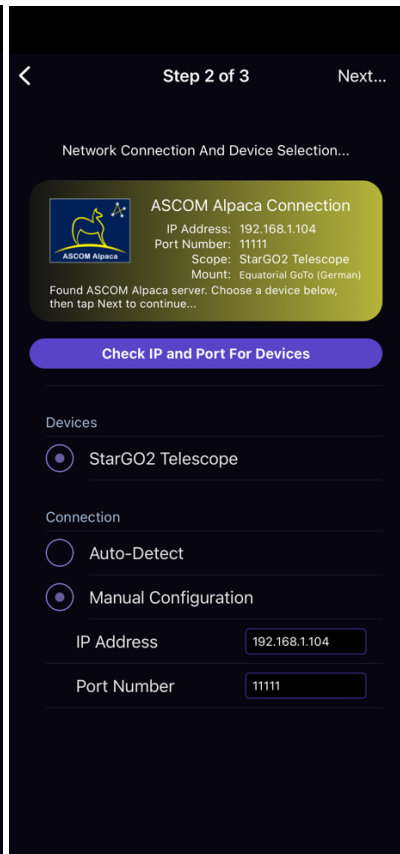 Step 2 of 3 Next...
Network Connection And Device Selection...
ASCOM Alpaca Connection
IP Address: 192.168.1.104
Port Number: 11111
Scope: StarGO2 Telescope
Mount: Equatorial GoTo (German)
ASCOM Alpaca
Found ASCOM Alpaca server. Choose a device below,
then tap Next to continue...
Check IP and Port For Devices
Devices
StarGO2 Telescope
Connection
Auto-Detect
Manual Configuration
IP Address 192.168.1.104
Port Number 11111